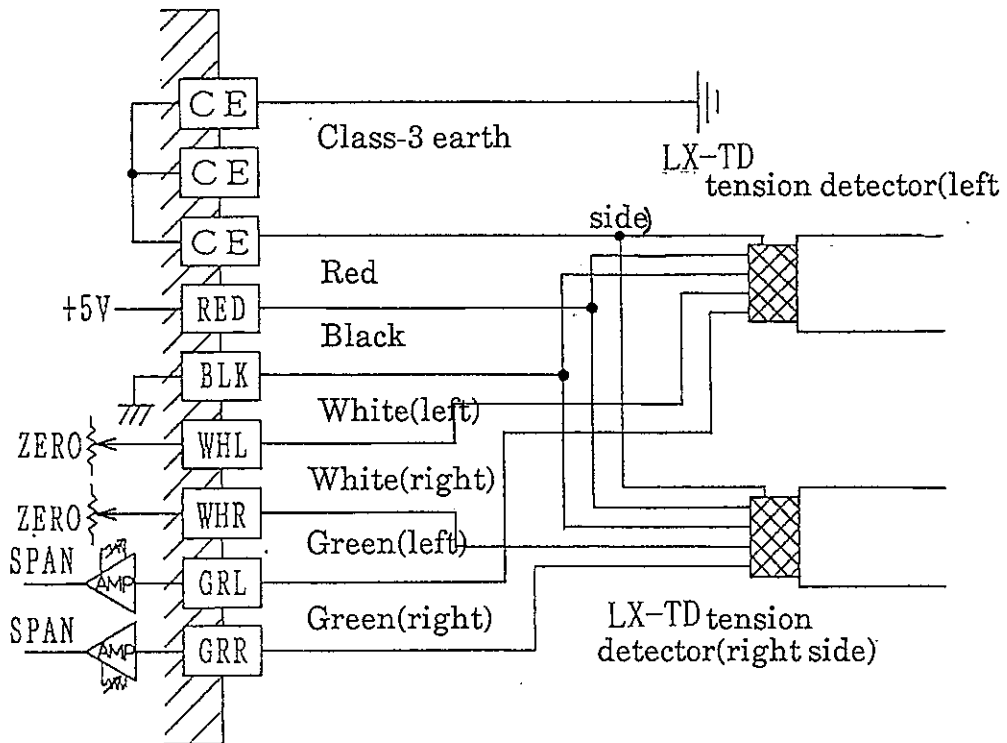 CE
Class-3 earth
LX-TD
tension detector(left
side)
CE
CE
Red
+5V
RED
Black
BLK
White(left)
ZERO
WHL
White(right)
ZERO
WHR
Green(left)
SPAN
AMP
GRL
Green(right)
SPAN
AMP
GRR
LX-TD tension
detector(right side)